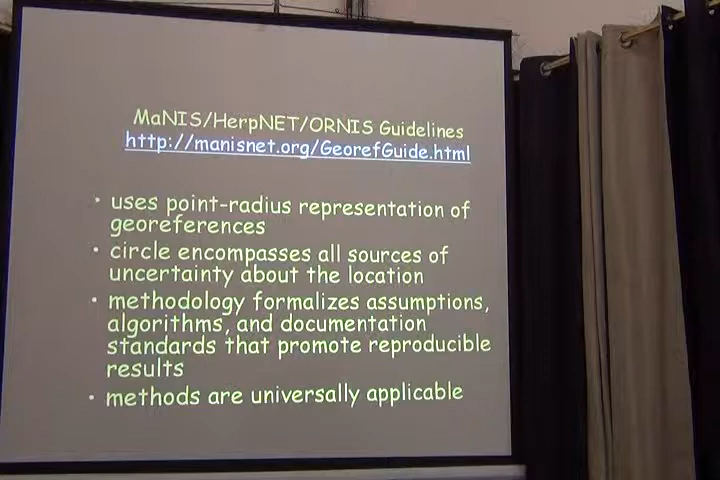 MaNIS/HerpNET/ORNIS Guidelines
http://manisnet.org/GeorefGuide.html
• uses point-radius representation of
georeferences
• circle encompasses all sources of
uncertainty about the location
• methodology formalizes assumptions,
algorithms, and documentation
standards that promote reproducible
results
• methods are universally applicable